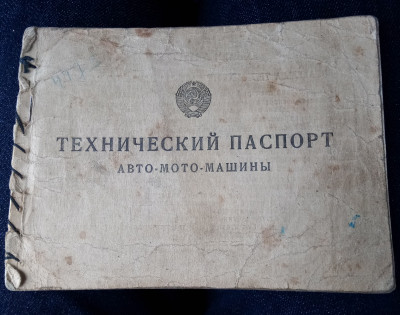 ТЕХНИЧЕСКИЙ ПАСПОРТ
АВТО-МОТО-МАШИНЫ